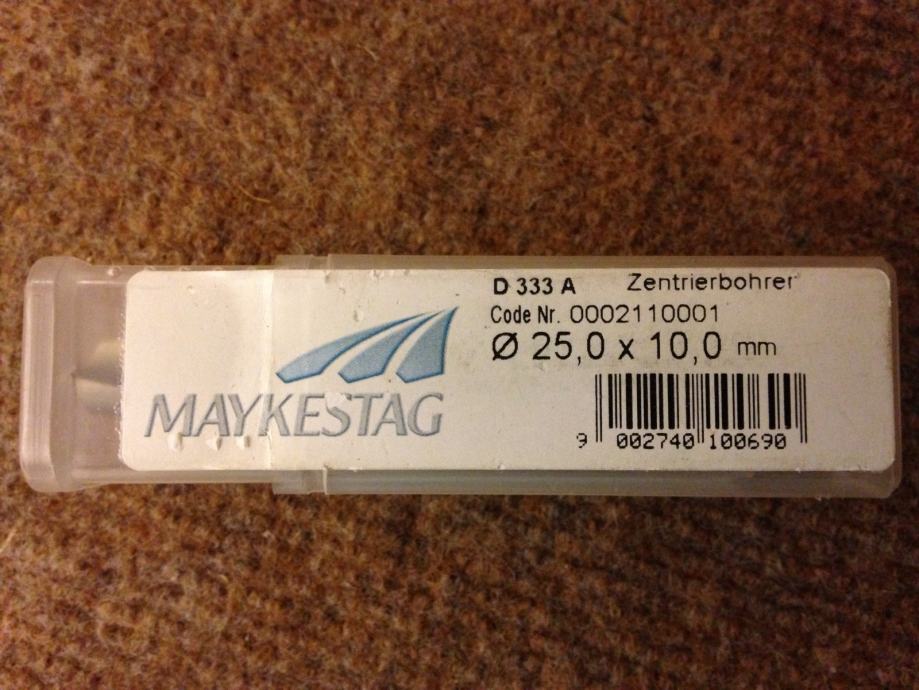 MAYKESTAG
D 333 A Zentrierbohrer
Code Nr. 0002110001
Ø 25,0 x 10,0 mm
9 002740 100690